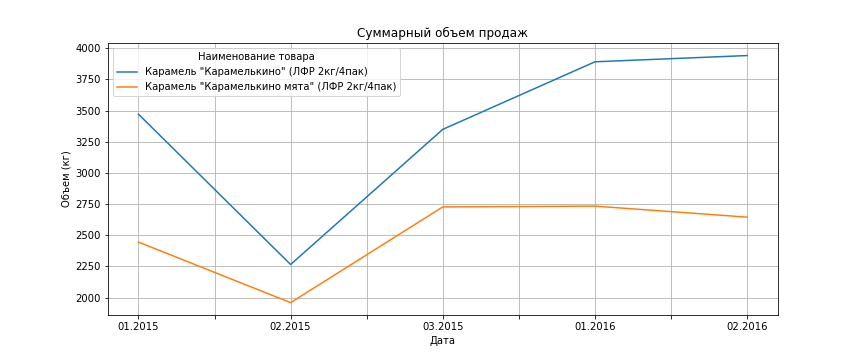 Суммарный объем продаж
Наименование товара
Карамель "Карамелькино" (ЛФР 2кг/4пак)
Карамель "Карамелькино мята" (ЛФР 2кг/4пак)
Объем (кг)
4000
3750
3500
3250
3000
2750
2500
2250
2000
01.2015 02.2015 03.2015 01.2016 02.2016
Дата